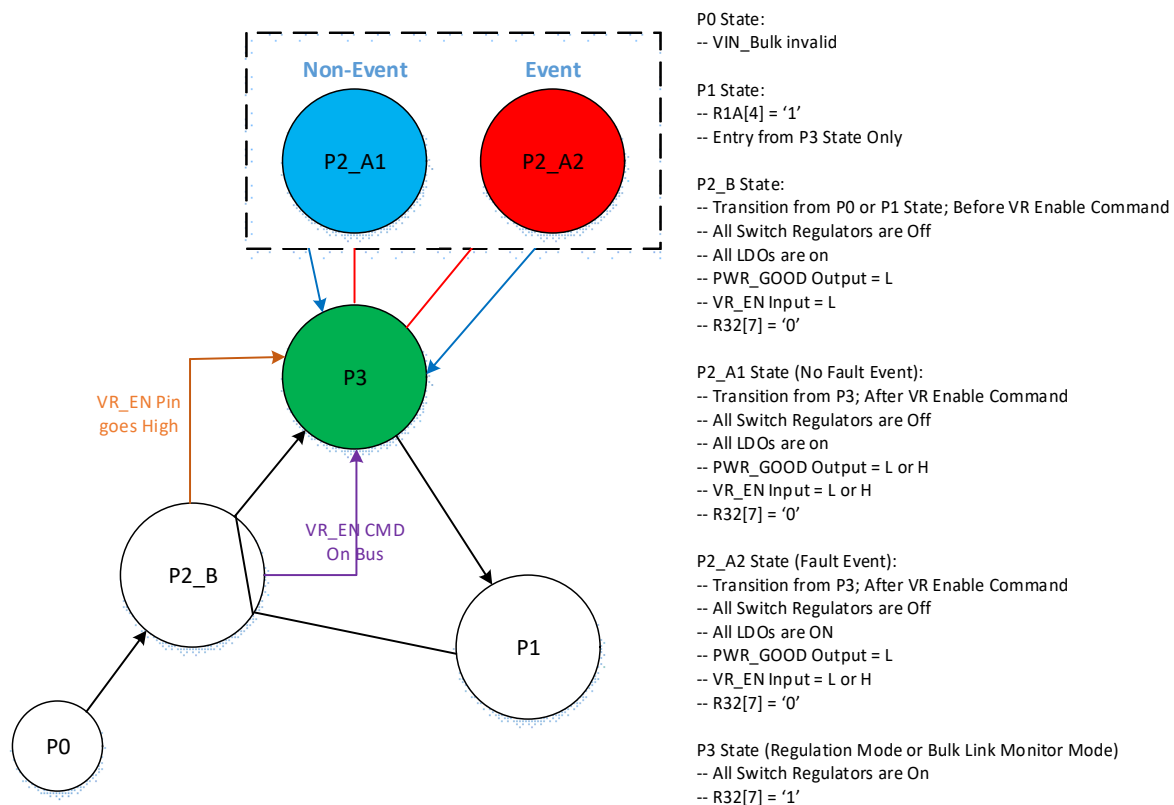 Non-Event
Event
P2_A1
P2_A2
P3
VR_EN Pin
goes High
VR_EN CMD
On Bus
P2_B
P1
P0
P0 State:
-- VIN_Bulk invalid
P1 State:
-- R1A[4] = ‘1’
-- Entry from P3 State Only
P2_B State:
-- Transition from P0 or P1 State; Before VR Enable Command
-- All Switch Regulators are Off
-- All LDOs are on
-- PWR_GOOD Output = L
-- VR_EN Input = L
-- R32[7] = ‘0’
P2_A1 State (No Fault Event):
-- Transition from P3; After VR Enable Command
-- All Switch Regulators are Off
-- All LDOs are on
-- PWR_GOOD Output = L or H
-- VR_EN Input = L or H
-- R32[7] = ‘0’
P2_A2 State (Fault Event):
-- Transition from P3; After VR Enable Command
-- All Switch Regulators are Off
-- All LDOs are ON
-- PWR_GOOD Output = L
-- VR_EN Input = L or H
-- R32[7] = ‘0’
P3 State (Regulation Mode or Bulk Link Monitor Mode)
-- All Switch Regulators are On
-- R32[7] = ‘1’